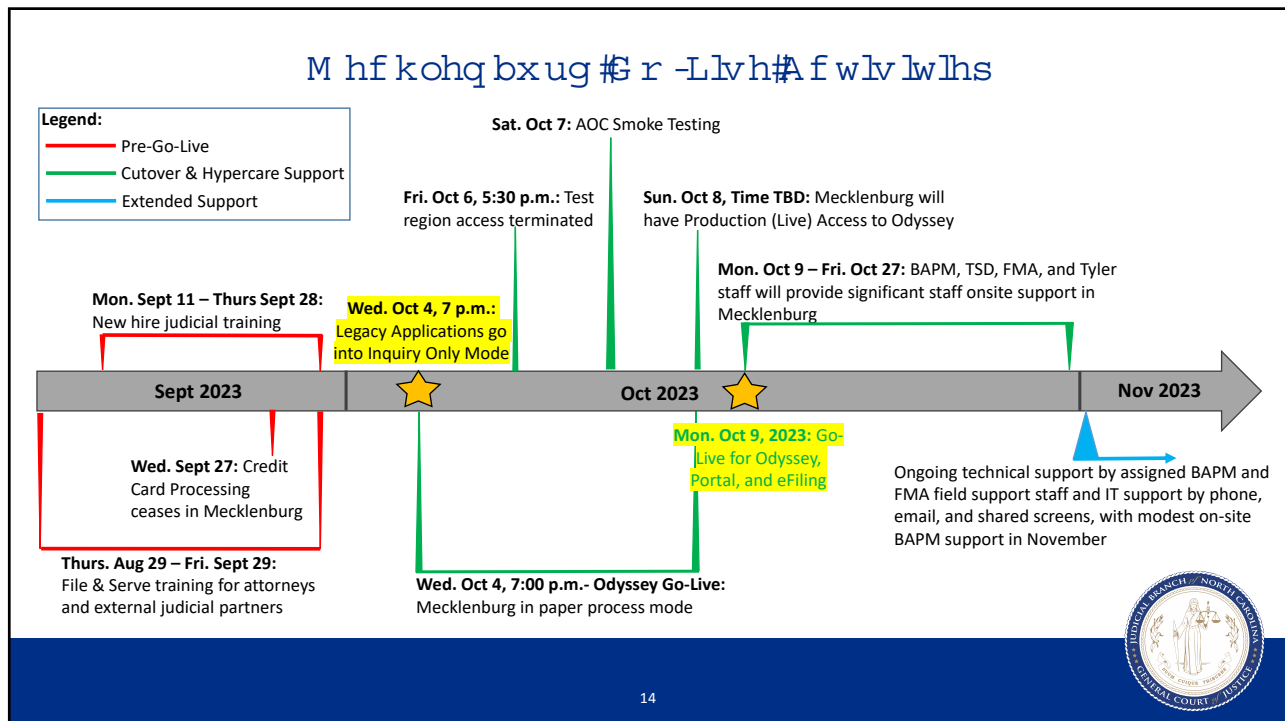 M hf kohq bxug #G r -Llvh#A f wlvlwlhs
Legend:
Pre-Go-Live
Cutover & Hypercare Support
Extended Support
Sat. Oct 7: AOC Smoke Testing
Fri. Oct 6, 5:30 p.m.: Test
region access terminated
Sun. Oct 8, Time TBD: Mecklenburg will
have Production (Live) Access to Odyssey
Mon. Oct 9 – Fri. Oct 27: BAPM, TSD, FMA, and Tyler
staff will provide significant staff onsite support in
Mecklenburg
Mon. Sept 11 – Thurs Sept 28:
New hire judicial training
Wed. Oct 4, 7 p.m.:
Legacy Applications go
into Inquiry Only Mode
Sept 2023
Oct 2023
Nov 2023
Wed. Sept 27: Credit
Card Processing
ceases in Mecklenburg
Mon. Oct 9, 2023: Go-
Live for Odyssey,
Portal, and eFiling
Ongoing technical support by assigned BAPM and
FMA field support staff and IT support by phone,
email, and shared screens, with modest on-site
BAPM support in November
Thurs. Aug 29 – Fri. Sept 29:
File & Serve training for attorneys
and external judicial partners
Wed. Oct 4, 7:00 p.m.- Odyssey Go-Live:
Mecklenburg in paper process mode
JUDICIAL BRANCH of NORTH CAROLINA
SUUM CUIQUE TRIBUERE
GENERAL COURT of JUSTICE
14